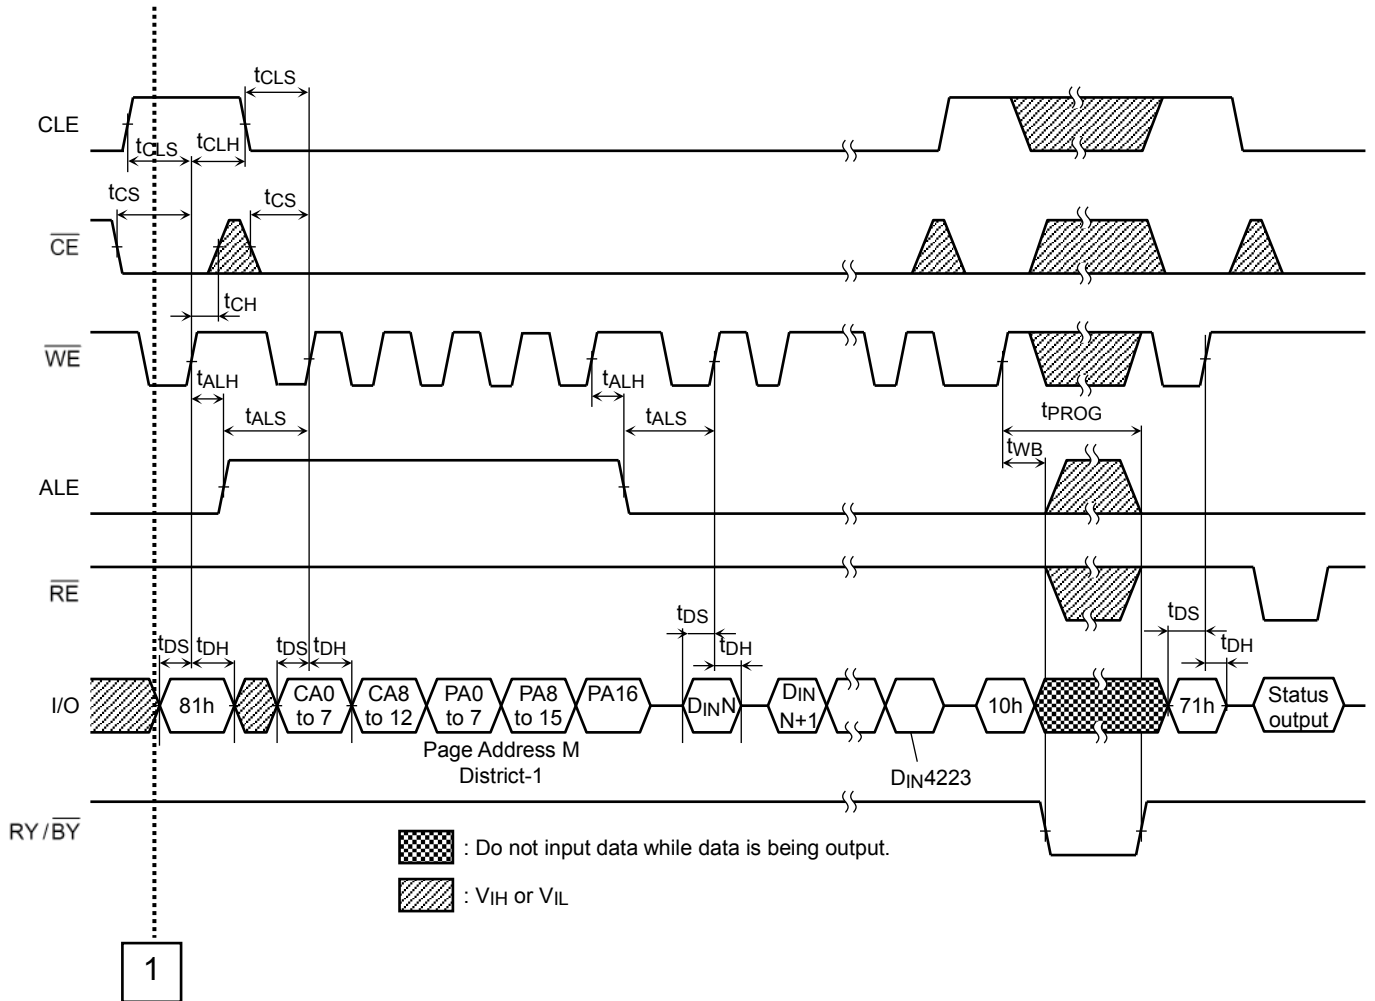 tCLS
CLE
tCLS
tCLH
tCS
tCS
CE
tCH
WE
tALH
tALH
tALS
tALS
tPROG
tWB
ALE
RE
tDS
tDH
tDS
tDH
tDS
tDH
tDS
tDH
I/O
81h
CA0 to 7
CA8 to 12
PA0 to 7
PA8 to 15
PA16
DINN
DIN N+1
10h
71h
Status output
Page Address M
District-1
DIN4223
RY/BY
: Do not input data while data is being output.
: VIH or VIL
1